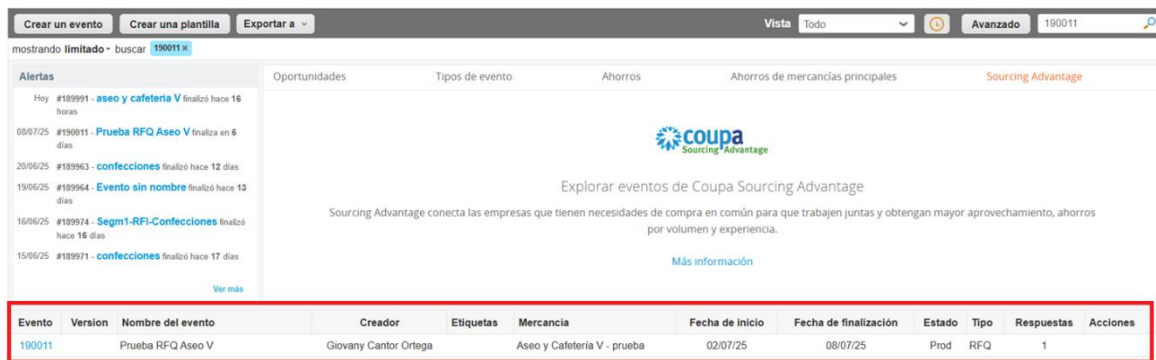 Crear un evento Crear una plantilla Exportar a Vista Todo Avanzado 190011
mostrando limitado - buscar 190011 x
Alertas
Hoy #189991 - aseo y cafeteria V finalizó hace 16
horas
08/07/25 #190011 - Prueba RFQ Aseo V finaliza en 6
días
20/06/25 #189963 - confecciones finalizó hace 12 días
19/06/25 #189964 - Evento sin nombre finalizó hace 13
días
16/06/25 #189974 - Segm1-RFI-Confecciones finalizó
hace 16 días
15/06/25 #189971 - confecciones finalizó hace 17 días
Ver más
Oportunidades Tipos de evento Ahorros Ahorros de mercancías principales Sourcing Advantage
coupa
Sourcing Advantage
Explorar eventos de Coupa Sourcing Advantage
Sourcing Advantage conecta las empresas que tienen necesidades de compra en común para que trabajen juntas y obtengan mayor aprovechamiento, ahorros
por volumen y experiencia.
Más información
Evento Version Nombre del evento Creador Etiquetas Mercancia Fecha de inicio Fecha de finalización Estado Tipo Respuestas Acciones
190011 Prueba RFQ Aseo V Giovany Cantor Ortega Aseo y Cafetería V - prueba 02/07/25 08/07/25 Prod RFQ 1